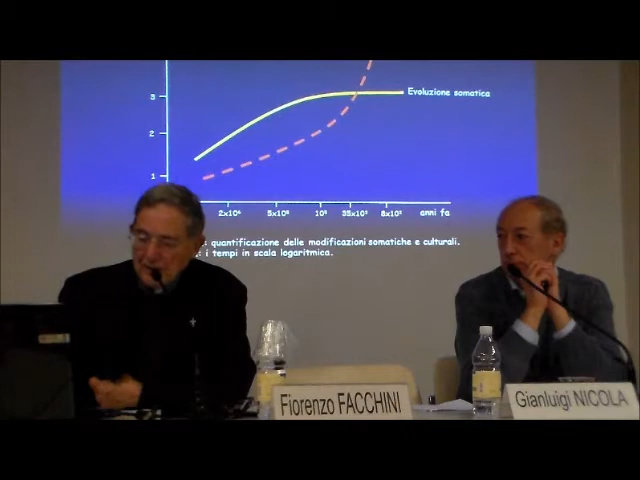 3
Evoluzione somatica
2
1
2x10⁶ 5x10⁵ 10⁵ 35x10³ 8x10³ anni fa
: quantificazione delle modificazioni somatiche e culturali.
: i tempi in scala logaritmica.
Fiorenzo FACCHINI
Gianluigi NICOLA